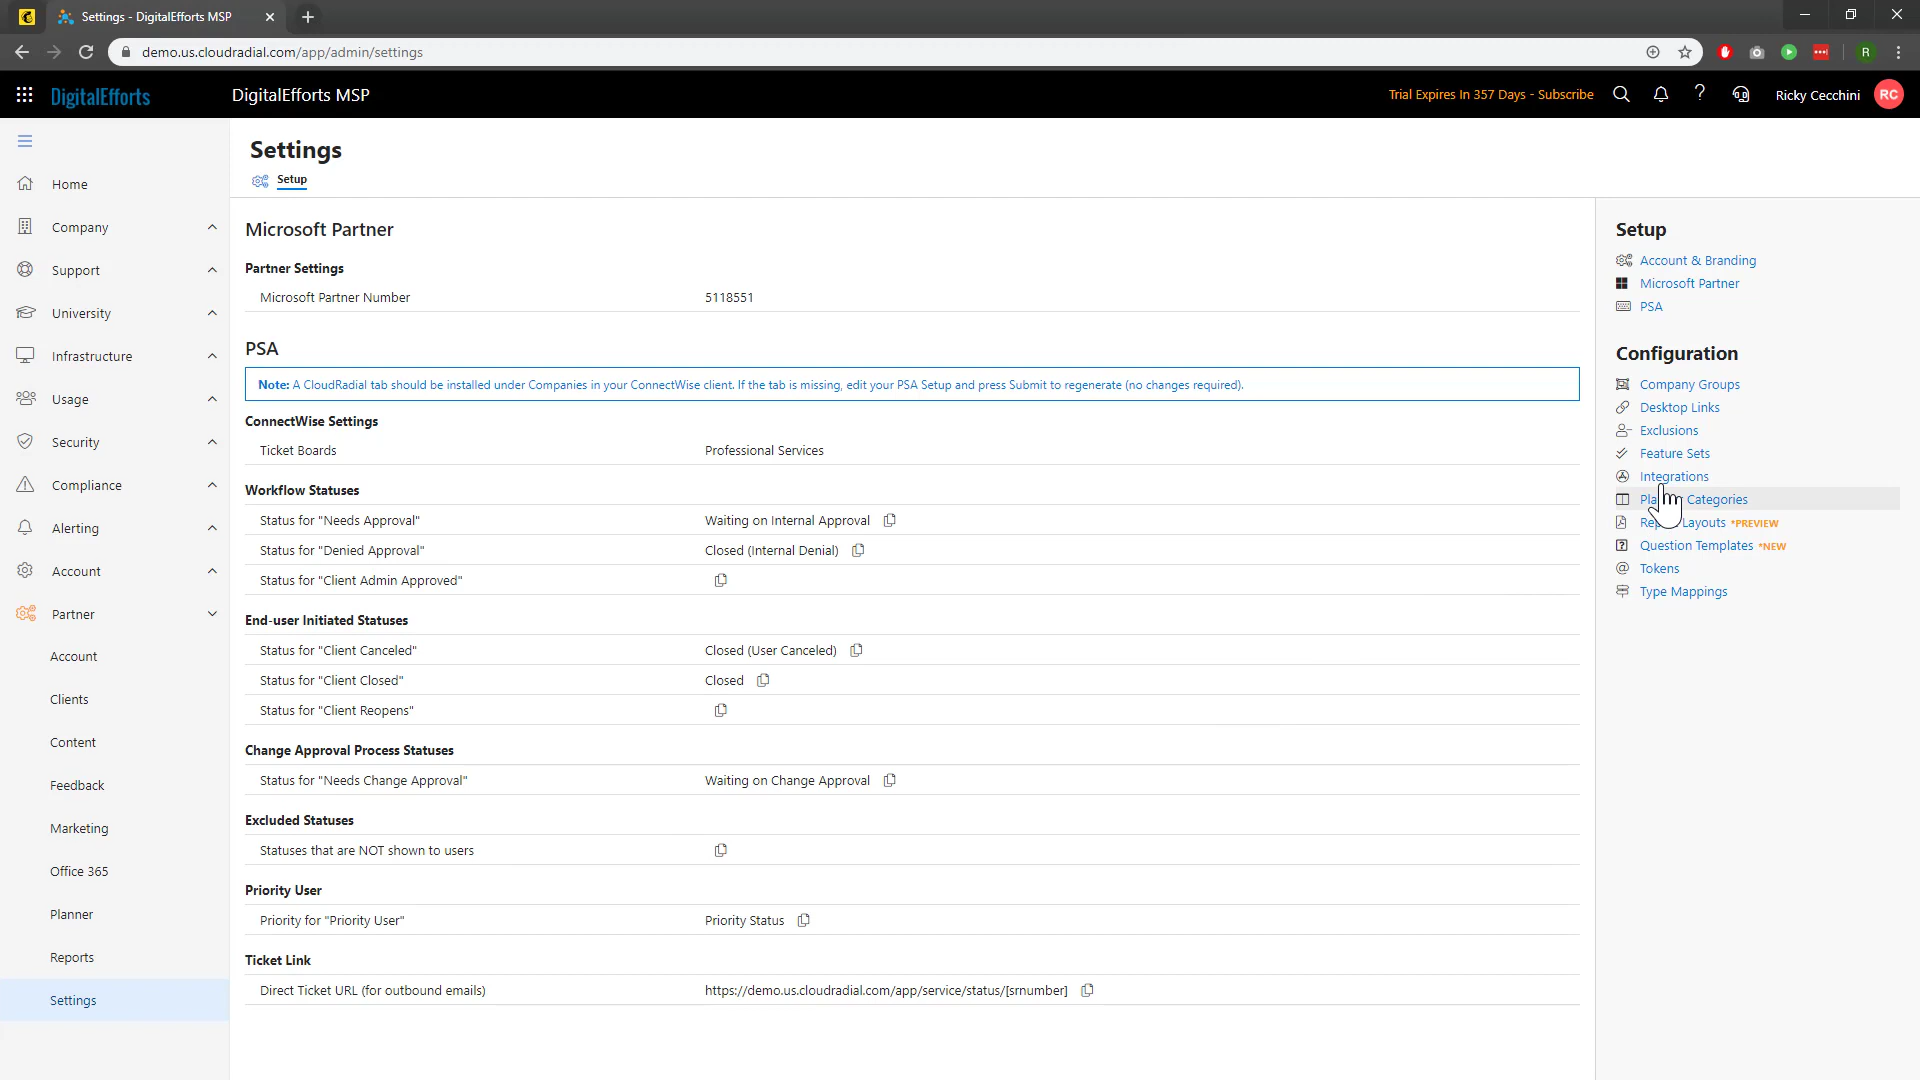 Settings - DigitalEfforts MSP
demo.us.cloudradial.com/app/admin/settings
R
DigitalEfforts
DigitalEfforts MSP
Trial Expires In 357 Days - Subscribe
Ricky Cecchini
RC
Home
Company
Support
University
Infrastructure
Usage
Security
Compliance
Alerting
Account
Partner
Account
Clients
Content
Feedback
Marketing
Office 365
Planner
Reports
Settings
Settings
Setup
Microsoft Partner
Partner Settings
Microsoft Partner Number 5118551
PSA
Note: A CloudRadial tab should be installed under Companies in your ConnectWise client. If the tab is missing, edit your PSA Setup and press Submit to regenerate (no changes required).
ConnectWise Settings
Ticket Boards Professional Services
Workflow Statuses
Status for "Needs Approval" Waiting on Internal Approval
Status for "Denied Approval" Closed (Internal Denial)
Status for "Client Admin Approved"
End-user Initiated Statuses
Status for "Client Canceled" Closed (User Canceled)
Status for "Client Closed" Closed
Status for "Client Reopens"
Change Approval Process Statuses
Status for "Needs Change Approval" Waiting on Change Approval
Excluded Statuses
Statuses that are NOT shown to users
Priority User
Priority for "Priority User" Priority Status
Ticket Link
Direct Ticket URL (for outbound emails) https://demo.us.cloudradial.com/app/service/status/[srnumber]
Setup
Account & Branding
Microsoft Partner
PSA
Configuration
Company Groups
Desktop Links
Exclusions
Feature Sets
Integrations
Categories
Layouts *PREVIEW
Question Templates *NEW
Tokens
Type Mappings